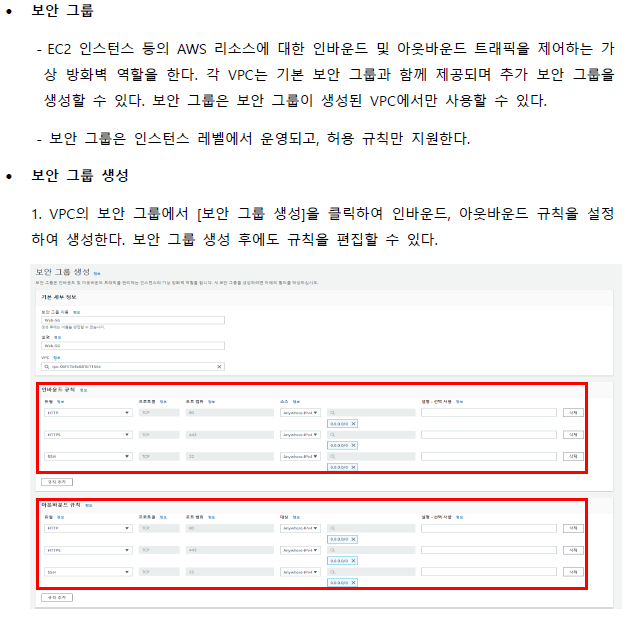 • 보안 그룹
- EC2 인스턴스 등의 AWS 리소스에 대한 인바운드 및 아웃바운드 트래픽을 제어하는 가
상 방화벽 역할을 한다. 각 VPC는 기본 보안 그룹과 함께 제공되며 추가 보안 그룹을
생성할 수 있다. 보안 그룹은 보안 그룹이 생성된 VPC에서만 사용할 수 있다.
- 보안 그룹은 인스턴스 레벨에서 운영되고, 허용 규칙만 지원한다.
• 보안 그룹 생성
1. VPC의 보안 그룹에서 [보안 그룹 생성]을 클릭하여 인바운드, 아웃바운드 규칙을 설정
하여 생성한다. 보안 그룹 생성 후에도 규칙을 편집할 수 있다.
보안 그룹 생성 정보
기본 세부 정보
보안 그룹 이름 정보
Web-SG
생성 후에는 이름을 편집할 수 없습니다.
설명 정보
Web-SG
VPC 정보
인바운드 규칙 정보
유형 정보 프로토콜 정보 포트 범위 정보 소스 정보 설명 - 선택 사항 정보
HTTP TCP 80 Anywhere-IPv4 삭제
0.0.0.0/0 ✕
HTTPS TCP 443 Anywhere-IPv4 삭제
0.0.0.0/0 ✕
SSH TCP 22 Anywhere-IPv4 삭제
0.0.0.0/0 ✕
규칙 추가
아웃바운드 규칙 정보
유형 정보 프로토콜 정보 포트 범위 정보 대상 정보 설명 - 선택 사항 정보
HTTP TCP 80 Anywhere-IPv4 삭제
0.0.0.0/0 ✕
HTTPS TCP 443 Anywhere-IPv4 삭제
0.0.0.0/0 ✕
SSH TCP 22 Anywhere-IPv4 삭제
0.0.0.0/0 ✕
규칙 추가